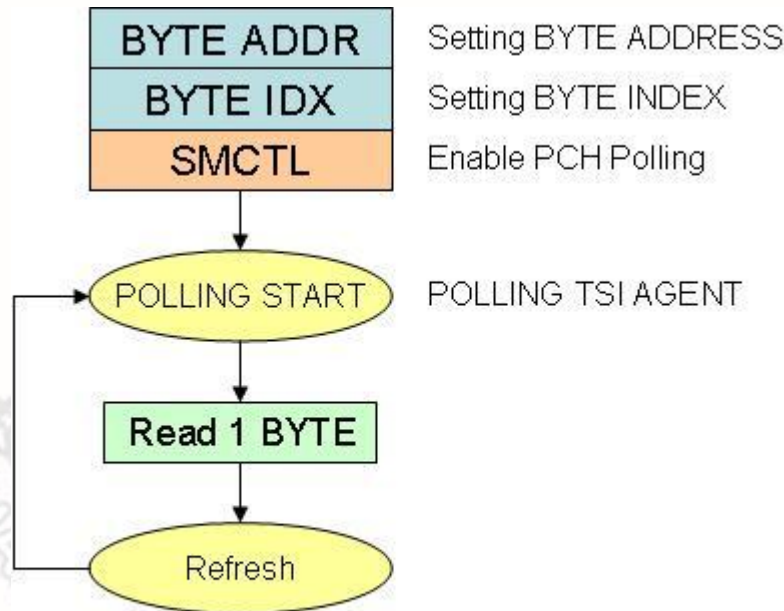 BYTE ADDR Setting BYTE ADDRESS
BYTE IDX Setting BYTE INDEX
SMCTL Enable PCH Polling
POLLING START POLLING TSI AGENT
Read 1 BYTE
Refresh